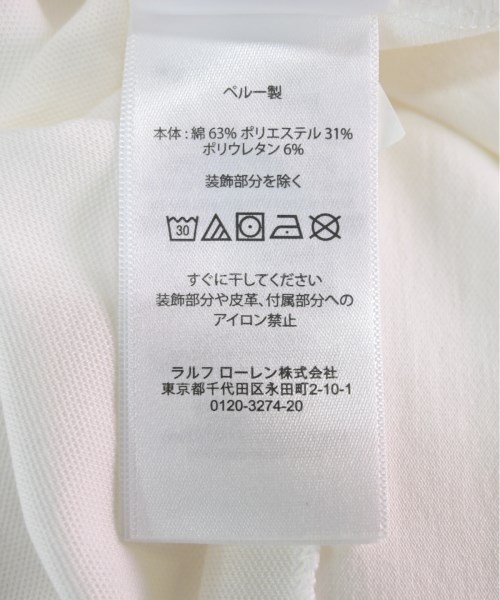 ペルー製
本体 : 綿 63% ポリエステル 31%
ポリウレタン 6%
装飾部分を除く
30
すぐに干してください
装飾部分や皮革、付属部分への
アイロン禁止
ラルフ ローレン株式会社
東京都千代田区永田町2-10-1
0120-3274-20